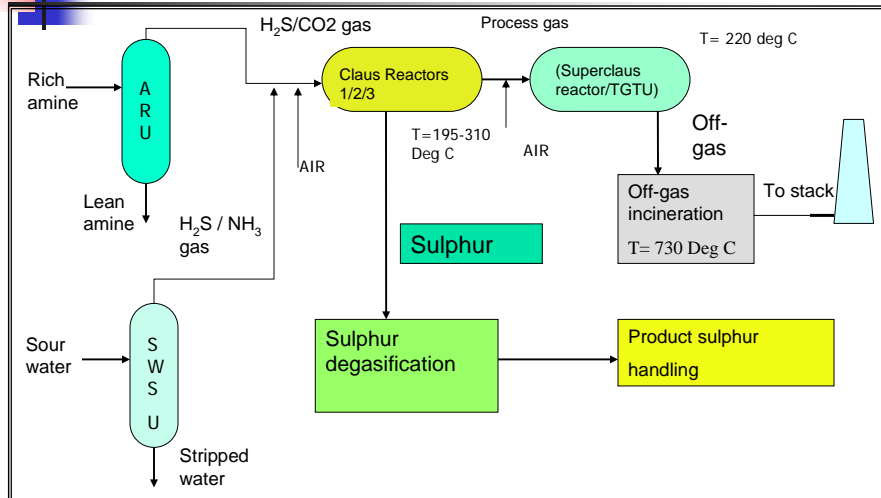 H₂S/CO2 gas
Process gas
T= 220 deg C
Rich
amine
A
R
U
Claus Reactors
1/2/3
(Superclaus
reactor/TGTU)
Lean
amine
AIR
T=195-310
Deg C
AIR
Off-
gas
H₂S / NH₃
gas
Off-gas
incineration
T= 730 Deg C
To stack
Sulphur
Sour
water
S
W
S
U
Sulphur
degasification
Product sulphur
handling
Stripped
water